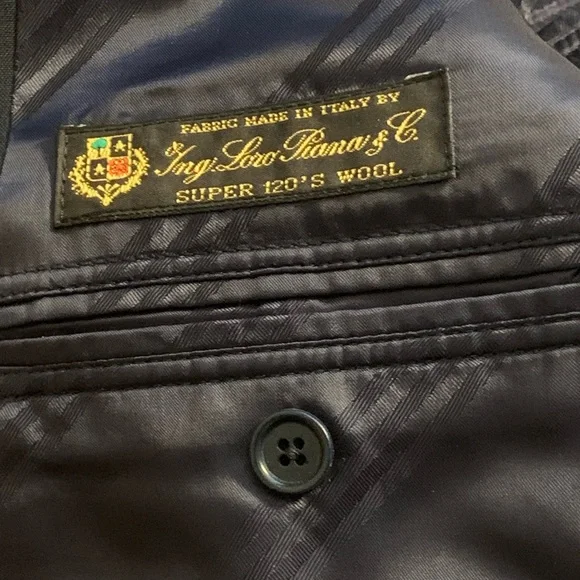 FABRIC MADE IN ITALY BY
Ing. Loro Piana & C.
SUPER 120'S WOOL